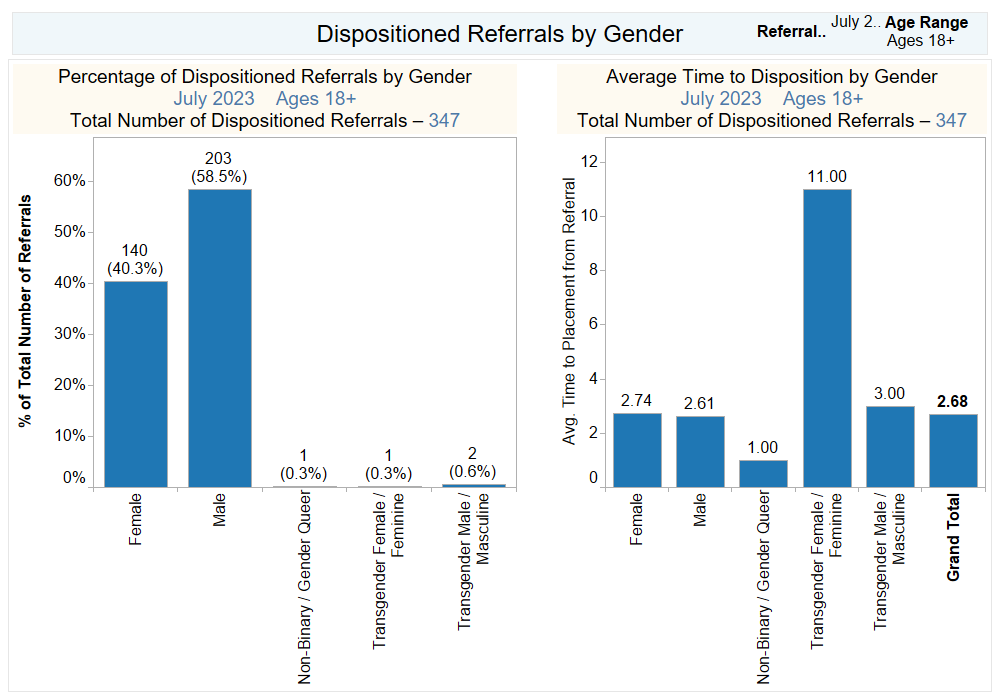 Dispositioned Referrals by Gender
Referral..
July 2..
Age Range
Ages 18+
Percentage of Dispositioned Referrals by Gender
July 2023 Ages 18+
Total Number of Dispositioned Referrals – 347
% of Total Number of Referrals
60%
50%
40%
30%
20%
10%
0%
140
(40.3%)
203
(58.5%)
1
(0.3%)
1
(0.3%)
2
(0.6%)
Female
Male
Non-Binary / Gender Queer
Transgender Female /
Feminine
Transgender Male /
Masculine
Average Time to Disposition by Gender
July 2023 Ages 18+
Total Number of Dispositioned Referrals – 347
Avg. Time to Placement from Referral
12
10
8
6
4
2
0
2.74
2.61
1.00
11.00
3.00
2.68
Female
Male
Non-Binary / Gender Queer
Transgender Female /
Feminine
Transgender Male /
Masculine
Grand Total